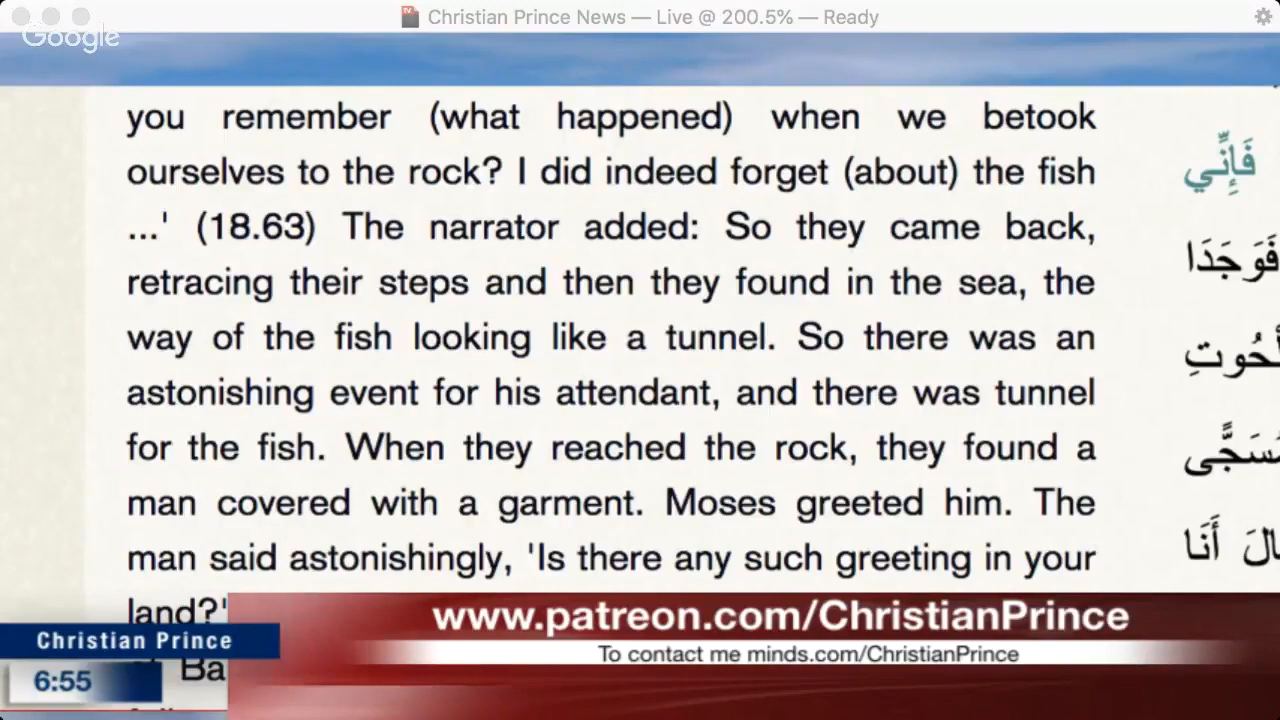 Christian Prince News — Live @ 200.5% — Ready
Google
you remember (what happened) when we betook
ourselves to the rock? I did indeed forget (about) the fish
...' (18.63) The narrator added: So they came back,
retracing their steps and then they found in the sea, the
way of the fish looking like a tunnel. So there was an
astonishing event for his attendant, and there was tunnel
for the fish. When they reached the rock, they found a
man covered with a garment. Moses greeted him. The
man said astonishingly, 'Is there any such greeting in your
land?'
Ba
فَإِنِّي
فَوَجَدَا
الْحُوتِ
مُسَجًّى
قَالَ أَنَا
www.patreon.com/ChristianPrince
To contact me minds.com/ChristianPrince
Christian Prince
6:55